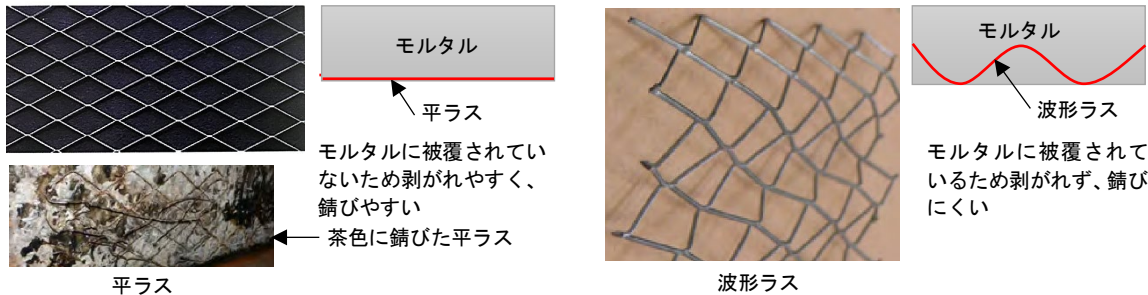 モルタル
平ラス
モルタルに被覆されてい
ないため剥がれやすく、
錆びやすい
茶色に錆びた平ラス
平ラス
モルタル
波形ラス
モルタルに被覆されて
いるため剥がれず、錆び
にくい
波形ラス